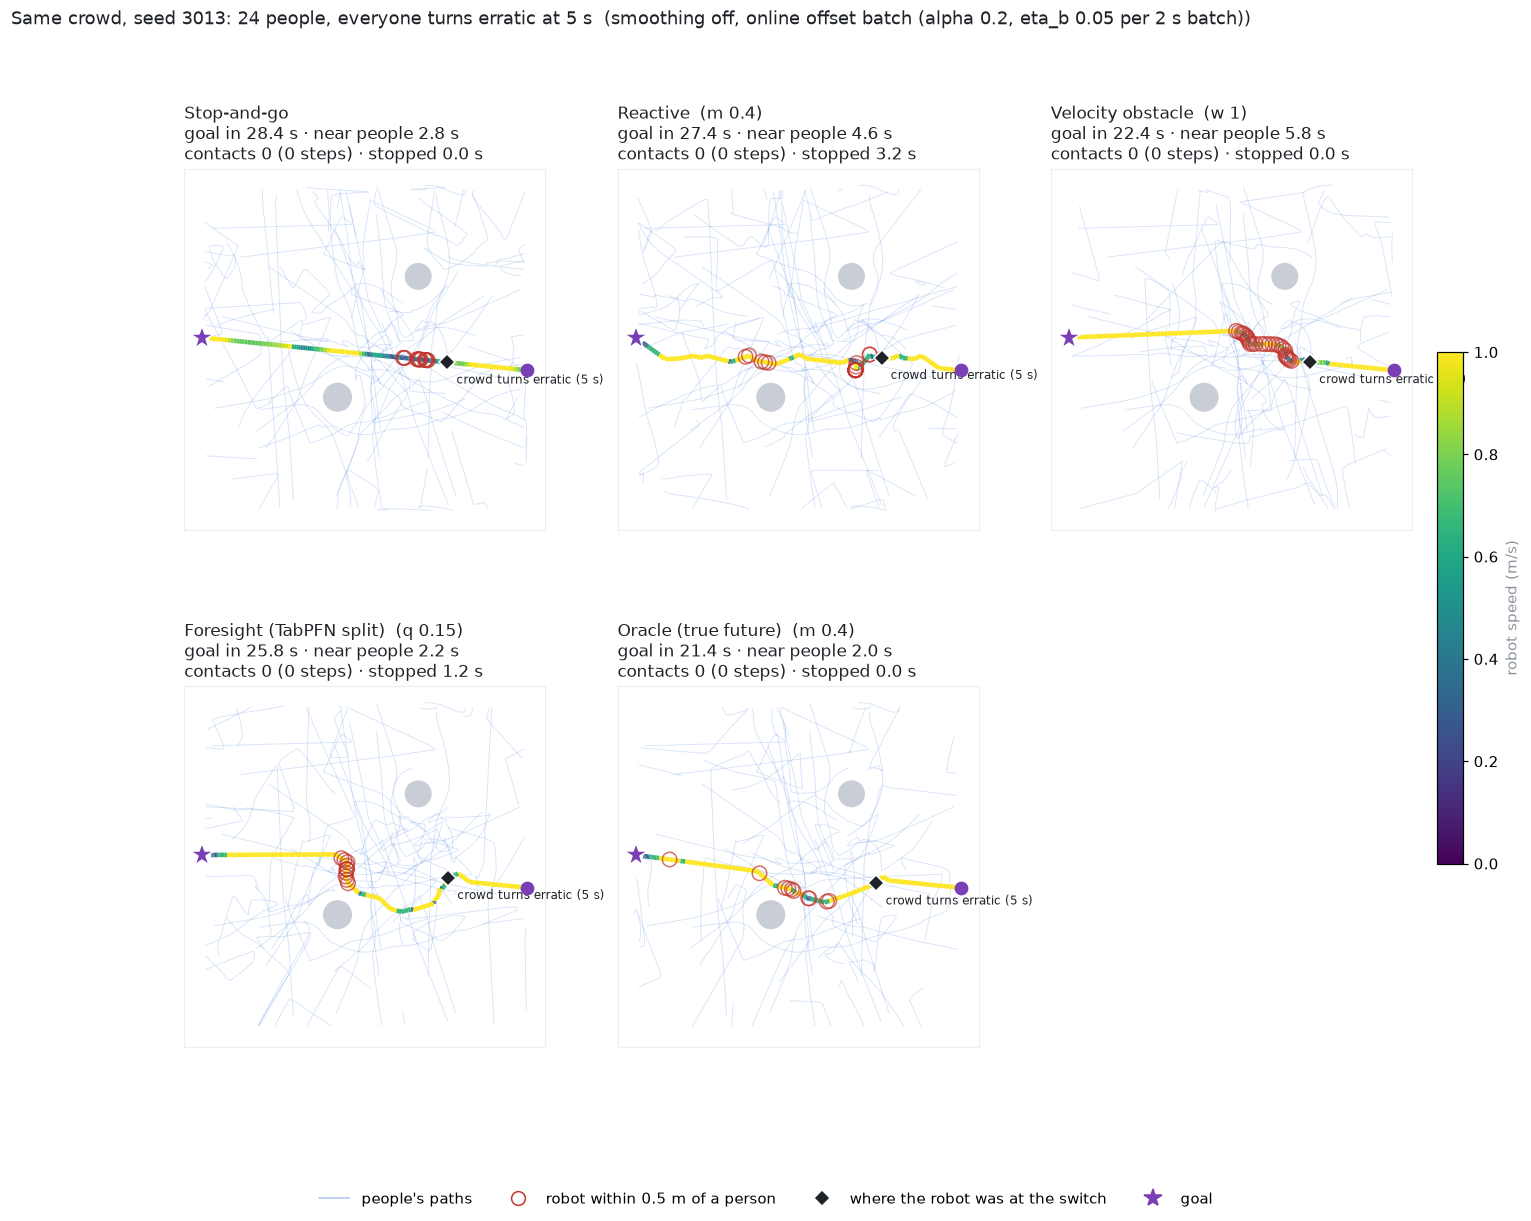 Same crowd, seed 3013: 24 people, everyone turns erratic at 5 s  (smoothing off, online offset batch (alpha 0.2, eta_b 0.05 per 2 s batch))
Stop-and-go
goal in 28.4 s · near people 2.8 s
contacts 0 (0 steps) · stopped 0.0 s
crowd turns erratic (5 s)
Reactive  (m 0.4)
goal in 27.4 s · near people 4.6 s
contacts 0 (0 steps) · stopped 3.2 s
crowd turns erratic (5 s)
Velocity obstacle  (w 1)
goal in 22.4 s · near people 5.8 s
contacts 0 (0 steps) · stopped 0.0 s
crowd turns erratic
Foresight (TabPFN split)  (q 0.15)
goal in 25.8 s · near people 2.2 s
contacts 0 (0 steps) · stopped 1.2 s
crowd turns erratic (5 s)
Oracle (true future)  (m 0.4)
goal in 21.4 s · near people 2.0 s
contacts 0 (0 steps) · stopped 0.0 s
crowd turns erratic (5 s)
1.0
0.8
0.6
0.4
0.2
0.0
robot speed (m/s)
people's paths
robot within 0.5 m of a person
where the robot was at the switch
goal